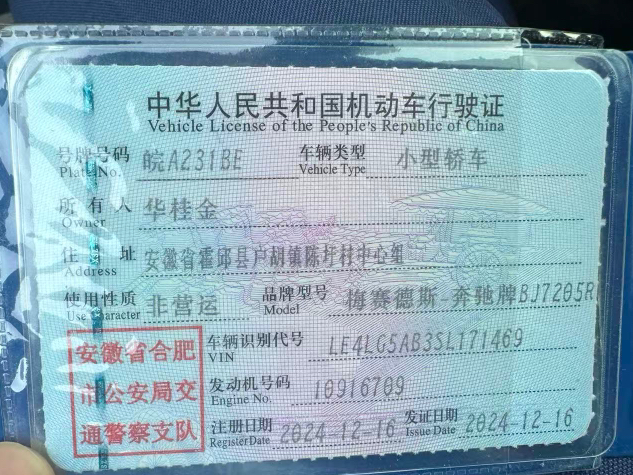 中华人民共和国机动车行驶证
Vehicle License of the People's Republic of China
号牌号码 皖A231BE 车辆类型 小型轿车
Plate No. Vehicle Type
所有人 华桂金
Owner
住址 安徽省霍邱县户胡镇陈圩村中心组
Address
使用性质 非营运 品牌型号 梅赛德斯-奔驰牌BJ7205R
Use Character Model
安徽省合肥 车辆识别代号 LE4LG5AB3SL171469
VIN
市公安局交 发动机号码 10916709
Engine No.
通警察支队 注册日期 2024-12-16 发证日期 2024-12-16
Register Date Issue Date